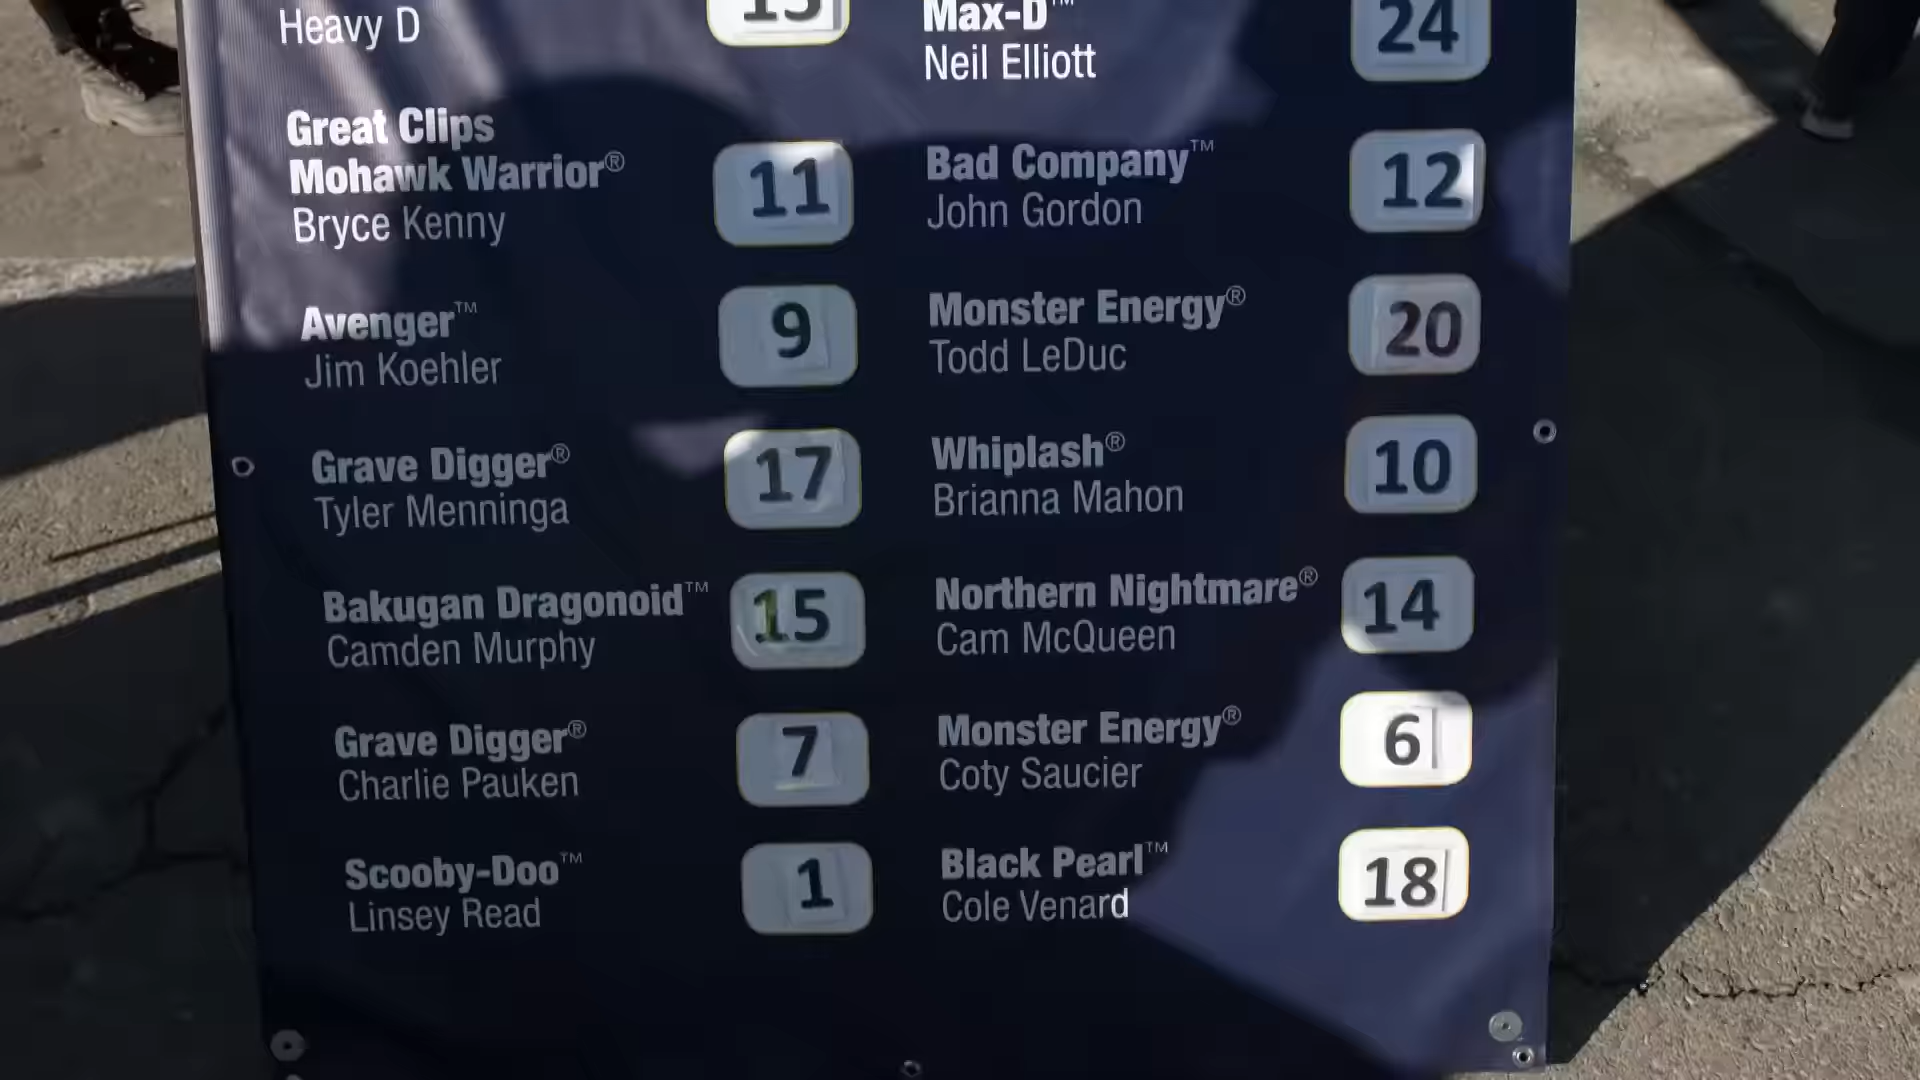 Heavy D
Great Clips
Mohawk Warrior® 11
Bryce Kenny
Avenger™ 9
Jim Koehler
Grave Digger® 17
Tyler Menninga
Bakugan Dragonoid™ 15
Camden Murphy
Grave Digger® 7
Charlie Pauken
Scooby-Doo™ 1
Linsey Read
Max-D™ 24
Neil Elliott
Bad Company™ 12
John Gordon
Monster Energy® 20
Todd LeDuc
Whiplash® 10
Brianna Mahon
Northern Nightmare® 14
Cam McQueen
Monster Energy® 6
Coty Saucier
Black Pearl™ 18
Cole Venard